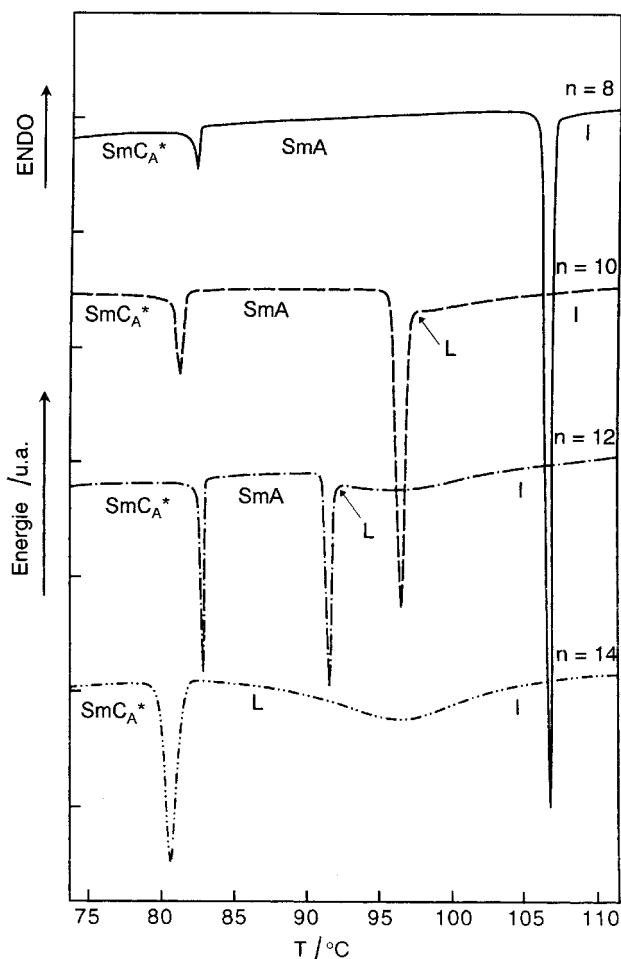 n = 8
ENDO
SmC_A*
SmA
I
n = 10
SmC_A*
SmA
L
I
n = 12
SmC_A*
SmA
L
I
Energie /u.a.
n = 14
SmC_A*
L
I
75 80 85 90 95 100 105 110
T / °C